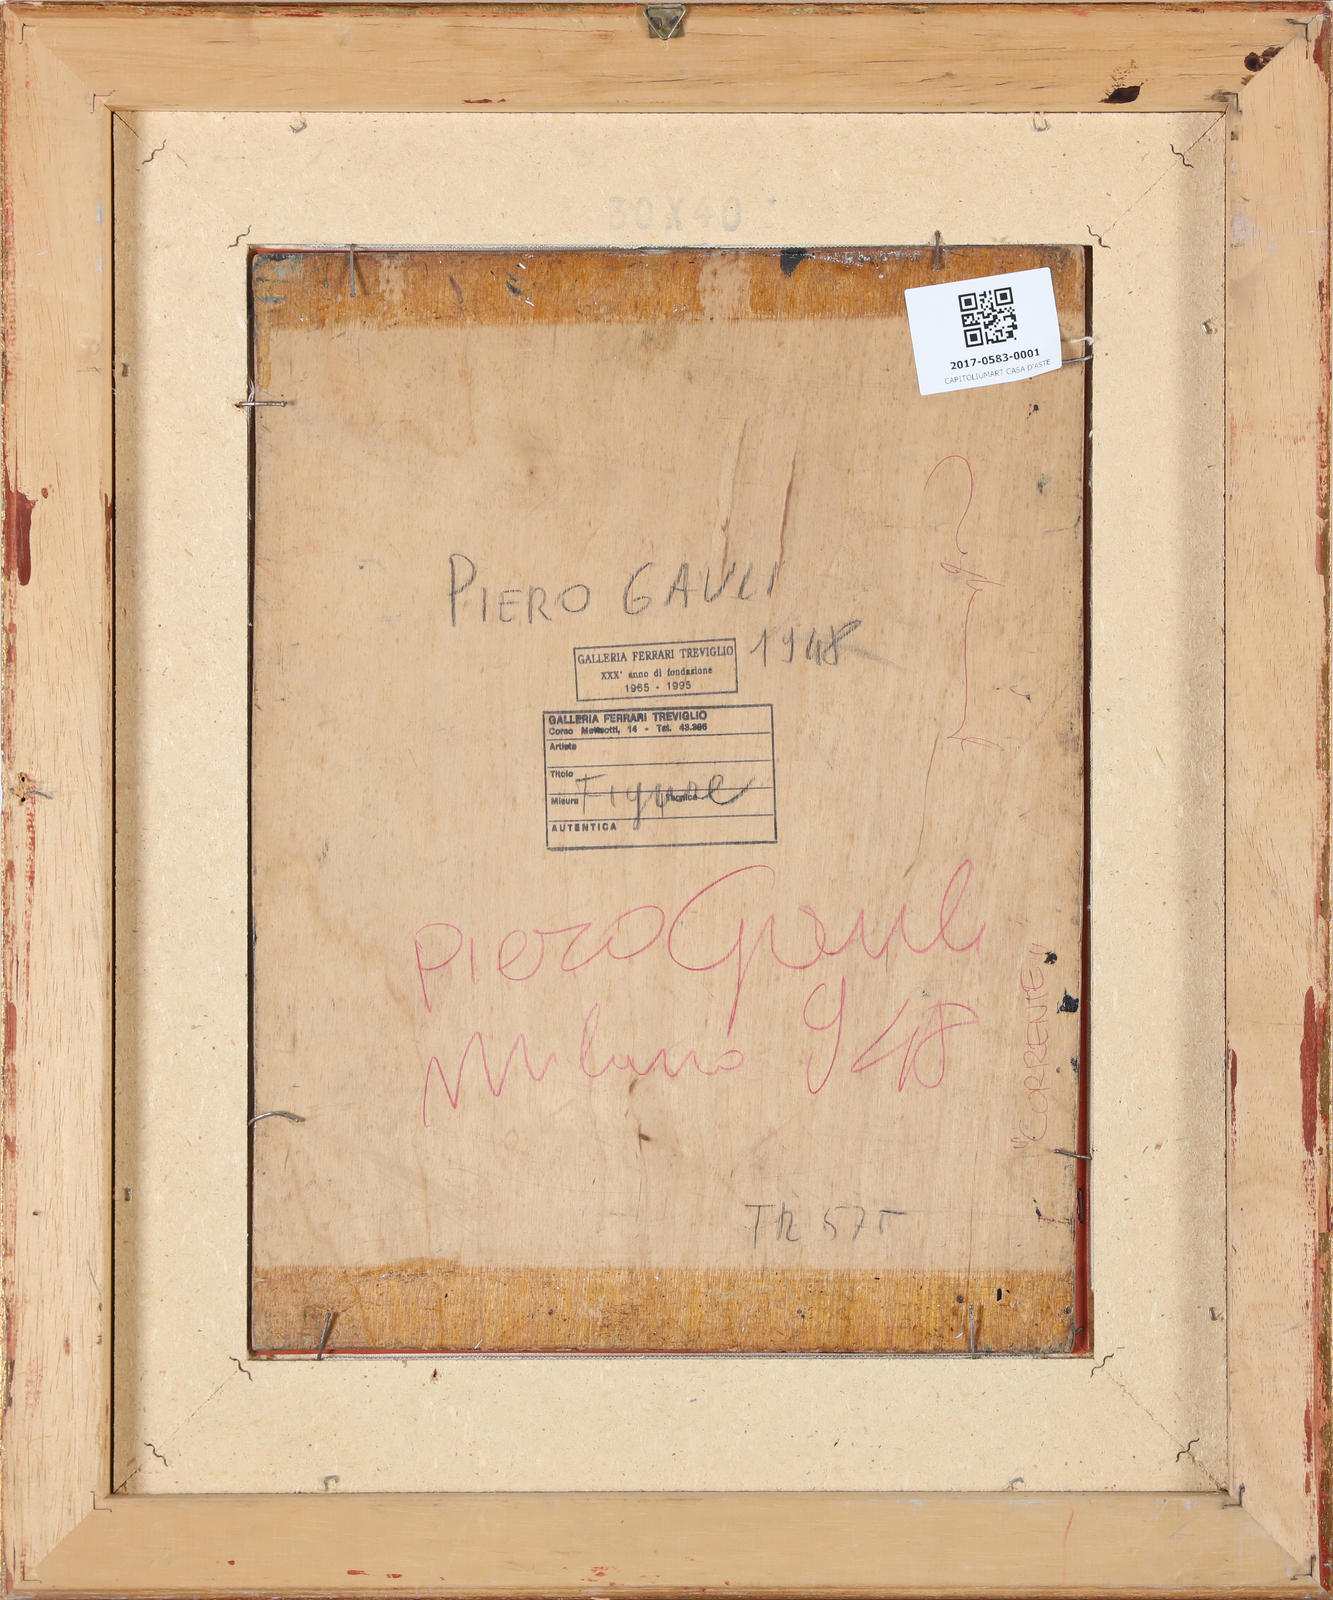 30X40
2017-0583-0001
CAPITOLIUMART CASA D'ASTE
PIERO GAULI
1948
GALLERIA FERRARI TREVIGLIO
XXX° anno di fondazione
1965 - 1995
GALLERIA FERRARI TREVIGLIO
Corso Matteotti, 14 - Tel. 43.395
Artista
Titolo
Figure
Misura Tecnica
AUTENTICA
Piero Gauli
Milano 948
"CORRENTE"
TR 575